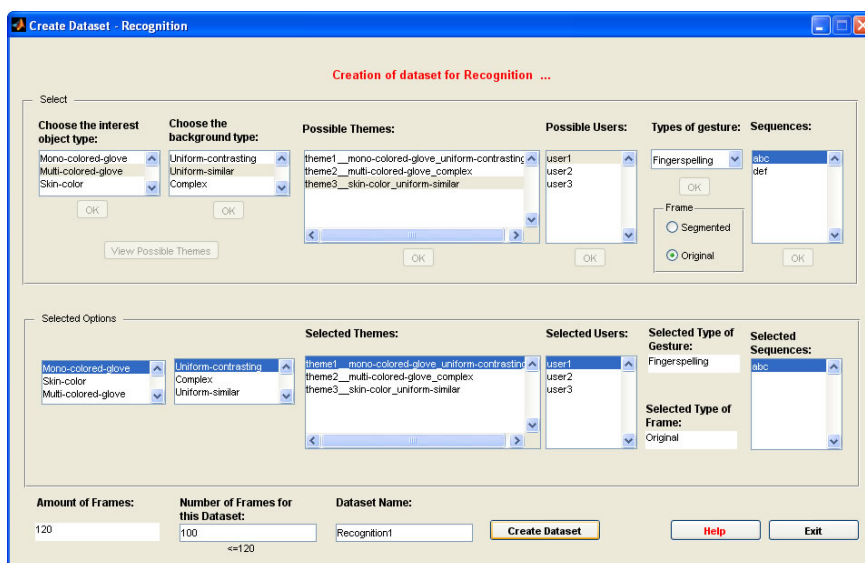 Create Dataset - Recognition
Creation of dataset for Recognition ...
Select
Choose the interest
object type:
Mono-colored-glove
Multi-colored-glove
Skin-color
OK
Choose the
background type:
Uniform-contrasting
Uniform-similar
Complex
OK
View Possible Themes
Possible Themes:
theme1__mono-colored-glove_uniform-contrasting
theme2__multi-colored-glove_complex
theme3__skin-color_uniform-similar
OK
Possible Users:
user1
user2
user3
OK
Types of gesture:
Fingerspelling
OK
Frame
Segmented
Original
Sequences:
abc
def
OK
Selected Options
Mono-colored-glove
Skin-color
Multi-colored-glove
Uniform-contrasting
Complex
Uniform-similar
Selected Themes:
theme1__mono-colored-glove_uniform-contrasting
theme2__multi-colored-glove_complex
theme3__skin-color_uniform-similar
Selected Users:
user1
user2
user3
Selected Type of
Gesture:
Fingerspelling
Selected Type of
Frame:
Original
Selected
Sequences:
abc
Amount of Frames:
120
Number of Frames for
this Dataset:
100
<=120
Dataset Name:
Recognition1
Create Dataset
Help
Exit